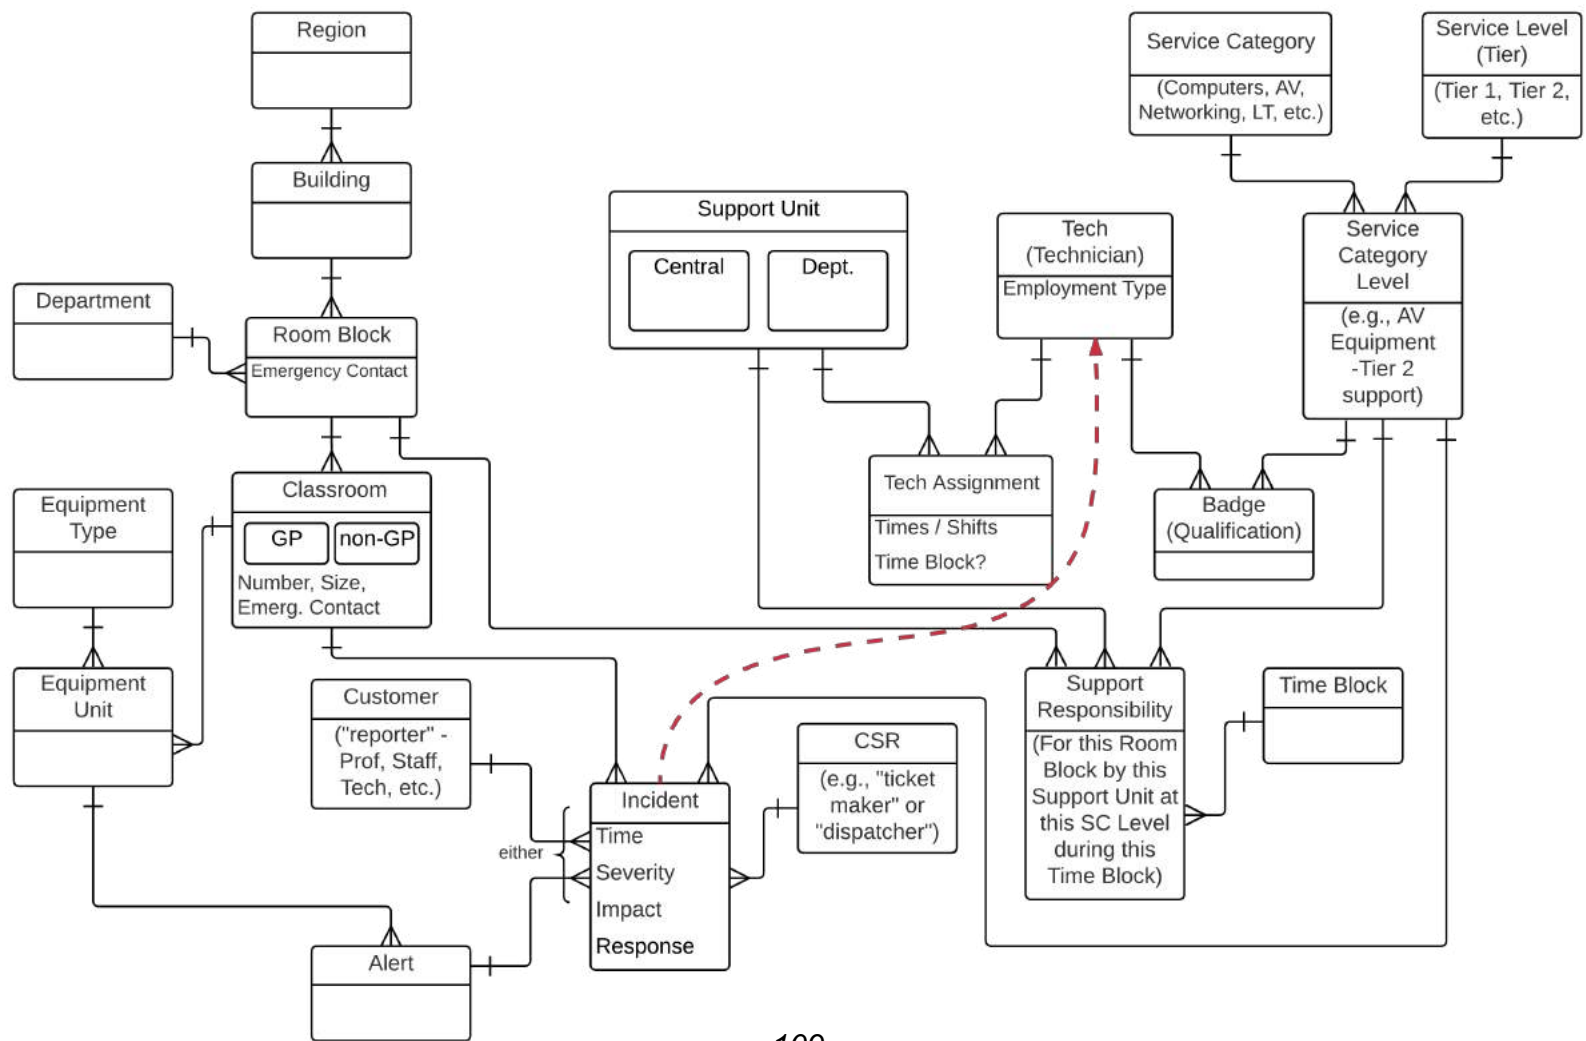 Region
Service Category
(Computers, AV,
Networking, LT, etc.)
Service Level
(Tier)
(Tier 1, Tier 2,
etc.)
Building
Support Unit
Central
Dept.
Tech
(Technician)
Employment Type
Service
Category
Level
(e.g., AV
Equipment
-Tier 2
support)
Department
Room Block
Emergency Contact
Classroom
GP
non-GP
Number, Size,
Emerg. Contact
Equipment
Type
Tech Assignment
Times / Shifts
Time Block?
Badge
(Qualification)
Equipment
Unit
Customer
("reporter" -
Prof, Staff,
Tech, etc.)
CSR
(e.g., "ticket
maker" or
"dispatcher")
Support
Responsibility
(For this Room
Block by this
Support Unit at
this SC Level
during this
Time Block)
Time Block
either
Incident
Time
Severity
Impact
Response
Alert